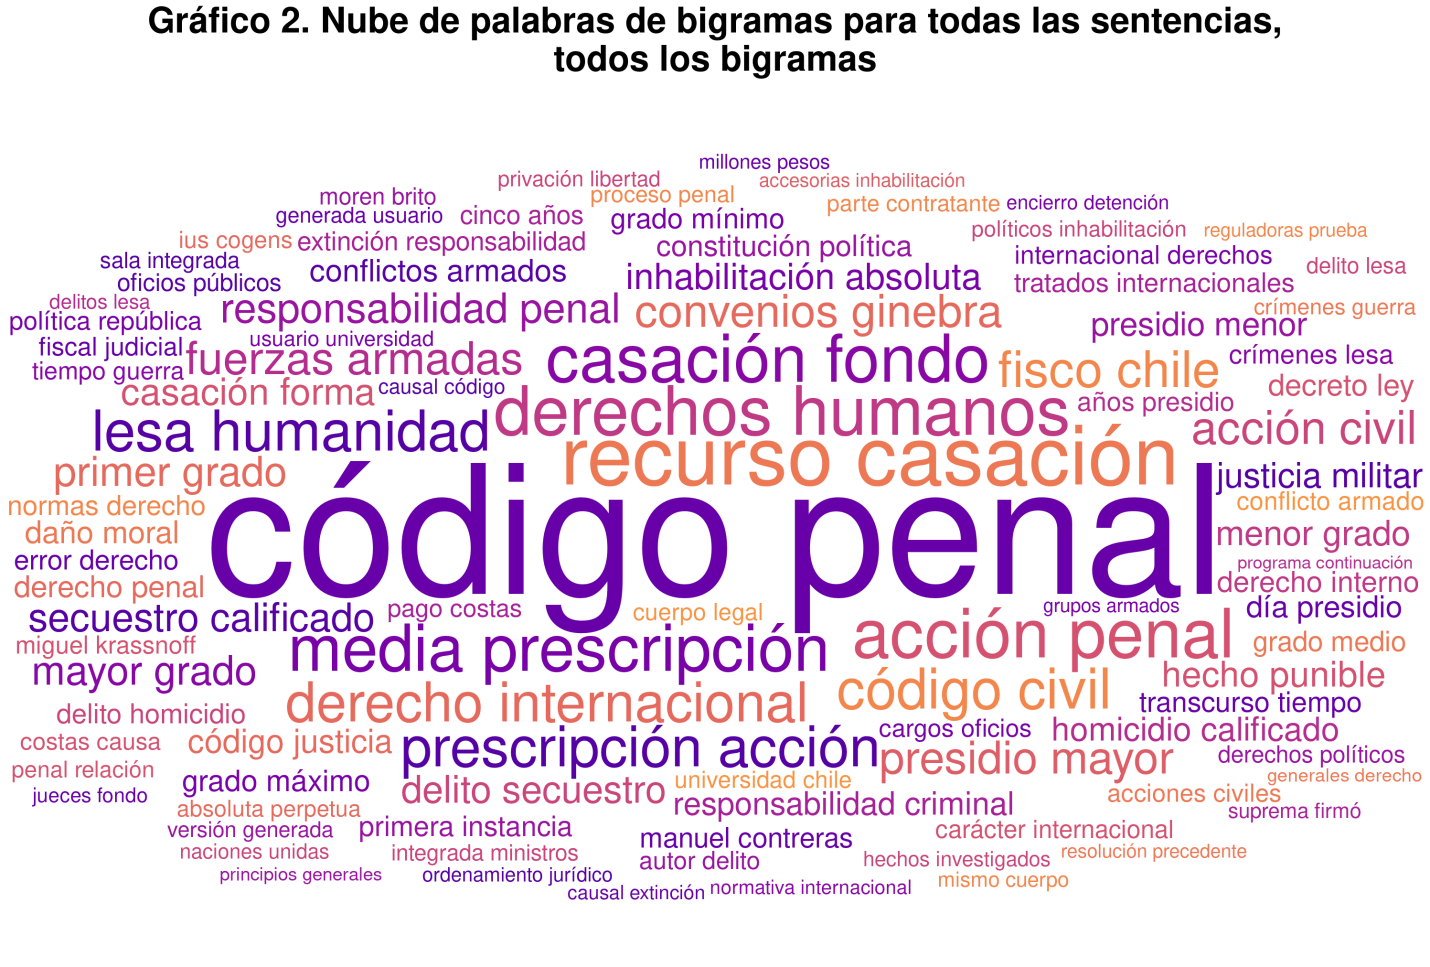 Gráfico 2. Nube de palabras de bigramas para todas las sentencias,
todos los bigramas
millones pesos
privación libertad
accesorias inhabilitación
moren brito
proceso penal
parte contratante
encierro detención
generada usuario
cinco años
grado mínimo
políticos inhabilitación
reguladoras prueba
ius cogens
extinción responsabilidad
constitución política
internacional derechos
sala integrada
conflictos armados
inhabilitación absoluta
delito lesa
oficios públicos
tratados internacionales
delitos lesa
responsabilidad penal
convenios ginebra
crímenes guerra
política república
presidio menor
usuario universidad
fiscal judicial
fuerzas armadas
casación fondo
fisco chile
crímenes lesa
tiempo guerra
casación forma
causal código
decreto ley
derechos humanos
años presidio
lesa humanidad
acción civil
recurso casación
primer grado
justicia militar
normas derecho
conflicto armado
código penal
daño moral
menor grado
error derecho
programa continuación
derecho penal
derecho interno
secuestro calificado
pago costas
cuerpo legal
grupos armados
día presidio
miguel krassnoff
media prescripción
acción penal
grado medio
mayor grado
hecho punible
derecho internacional
código civil
transcurso tiempo
delito homicidio
cargos oficios
homicidio calificado
costas causa
código justicia
prescripción acción
presidio mayor
derechos políticos
penal relación
grado máximo
universidad chile
generales derecho
jueces fondo
delito secuestro
acciones civiles
absoluta perpetua
responsabilidad criminal
suprema firmó
versión generada
primera instancia
manuel contreras
carácter internacional
naciones unidas
integrada ministros
autor delito
hechos investigados
resolución precedente
principios generales
ordenamiento jurídico
causal extinción
normativa internacional
mismo cuerpo